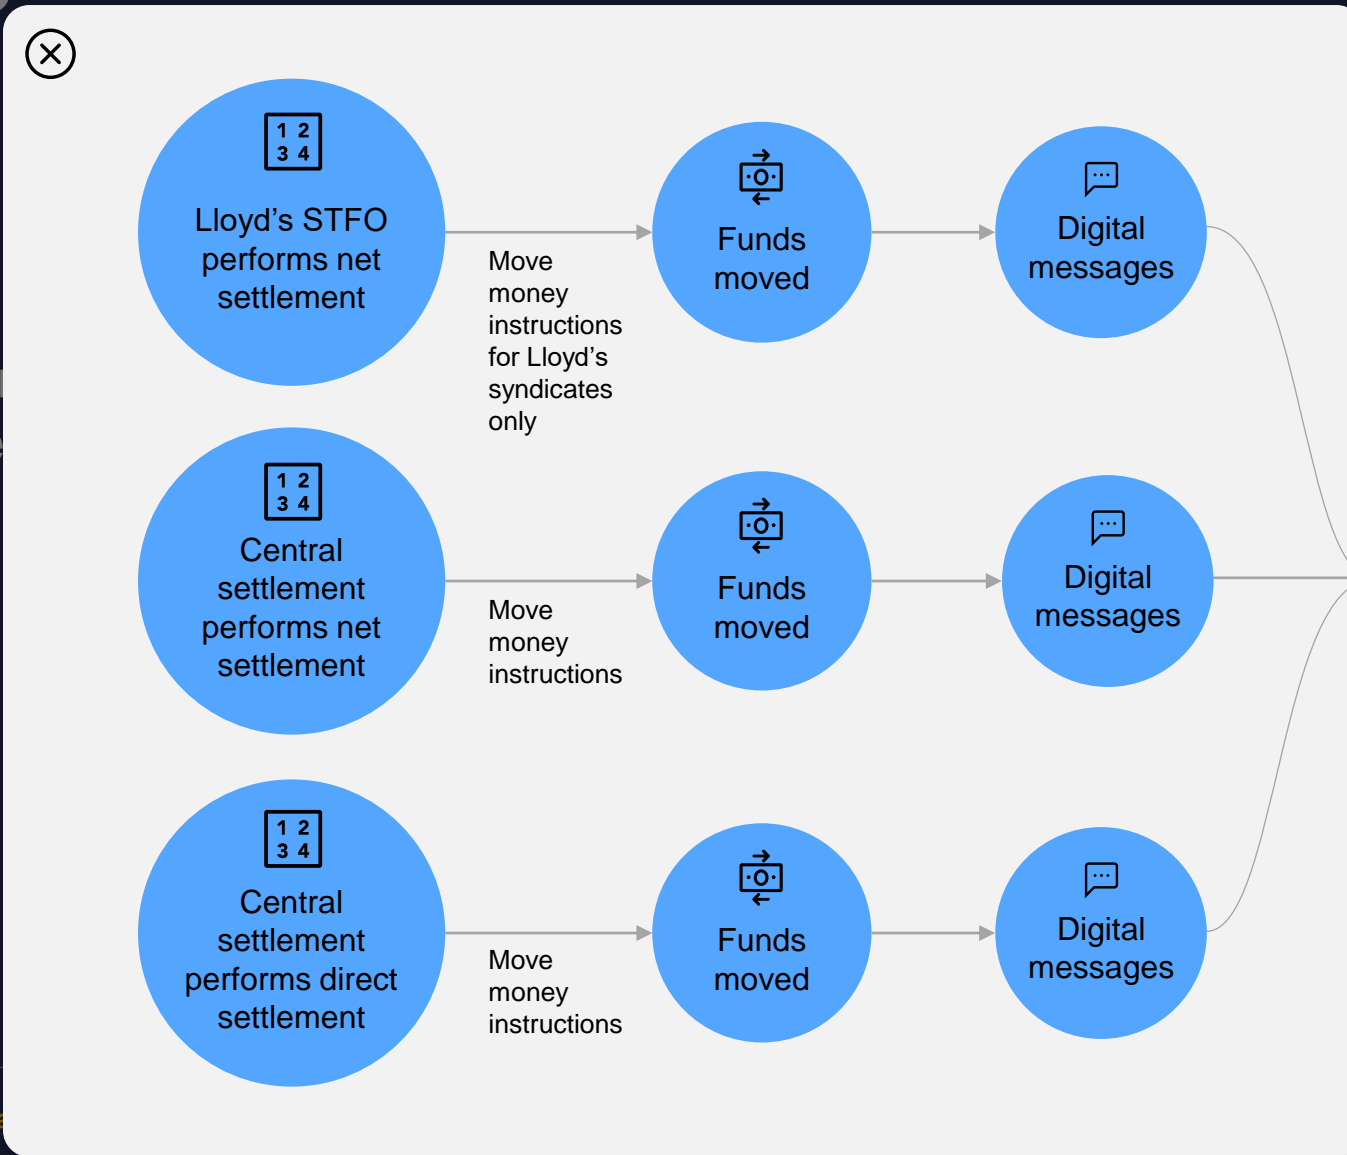 1 2
3 4
Lloyd’s STFO
performs net
settlement
Move
money
instructions
for Lloyd’s
syndicates
only
Funds
moved
Digital
messages
1 2
3 4
Central
settlement
performs net
settlement
Move
money
instructions
Funds
moved
Digital
messages
1 2
3 4
Central
settlement
performs direct
settlement
Move
money
instructions
Funds
moved
Digital
messages